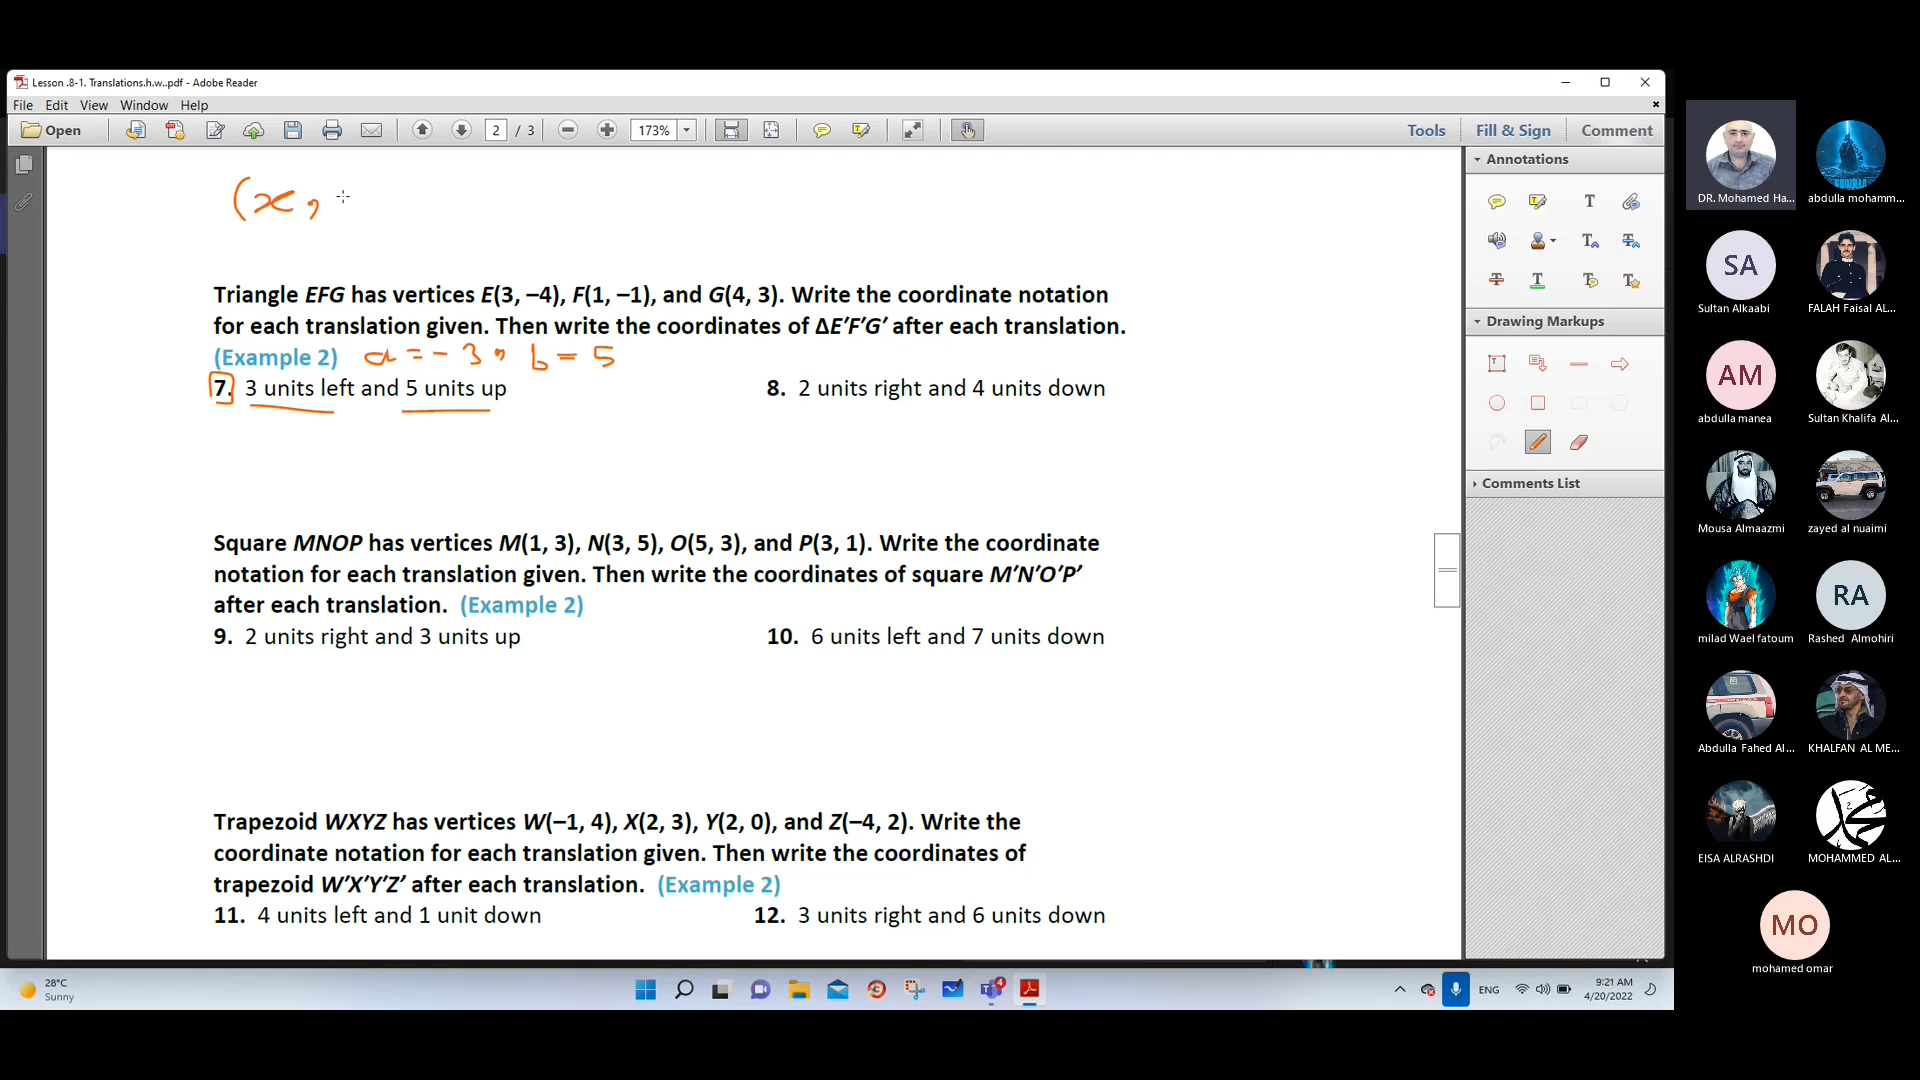 Lesson .8-1. Translations.h.w..pdf - Adobe Reader
File Edit View Window Help
Open 2 / 3 173% Tools Fill & Sign Comment
(x ,
Triangle EFG has vertices E(3, –4), F(1, –1), and G(4, 3). Write the coordinate notation
for each translation given. Then write the coordinates of ΔE′F′G′ after each translation.
(Example 2) a = - 3 , b = 5
7. 3 units left and 5 units up
8. 2 units right and 4 units down
Square MNOP has vertices M(1, 3), N(3, 5), O(5, 3), and P(3, 1). Write the coordinate
notation for each translation given. Then write the coordinates of square M′N′O′P′
after each translation. (Example 2)
9. 2 units right and 3 units up
10. 6 units left and 7 units down
Trapezoid WXYZ has vertices W(–1, 4), X(2, 3), Y(2, 0), and Z(–4, 2). Write the
coordinate notation for each translation given. Then write the coordinates of
trapezoid W′X′Y′Z′ after each translation. (Example 2)
11. 4 units left and 1 unit down
12. 3 units right and 6 units down
Annotations
Drawing Markups
Comments List
DR. Mohamed Ha...
abdulla mohamm...
SA
Sultan Alkaabi
FALAH Faisal AL...
AM
abdulla manea
Sultan Khalifa Al...
Mousa Almaazmi
zayed al nuaimi
milad Wael fatoum
RA
Rashed Almohiri
Abdulla Fahed Al...
KHALFAN AL ME...
EISA ALRASHDI
MOHAMMED AL...
MO
mohamed omar
28°C
Sunny
4
ENG
9:21 AM
4/20/2022